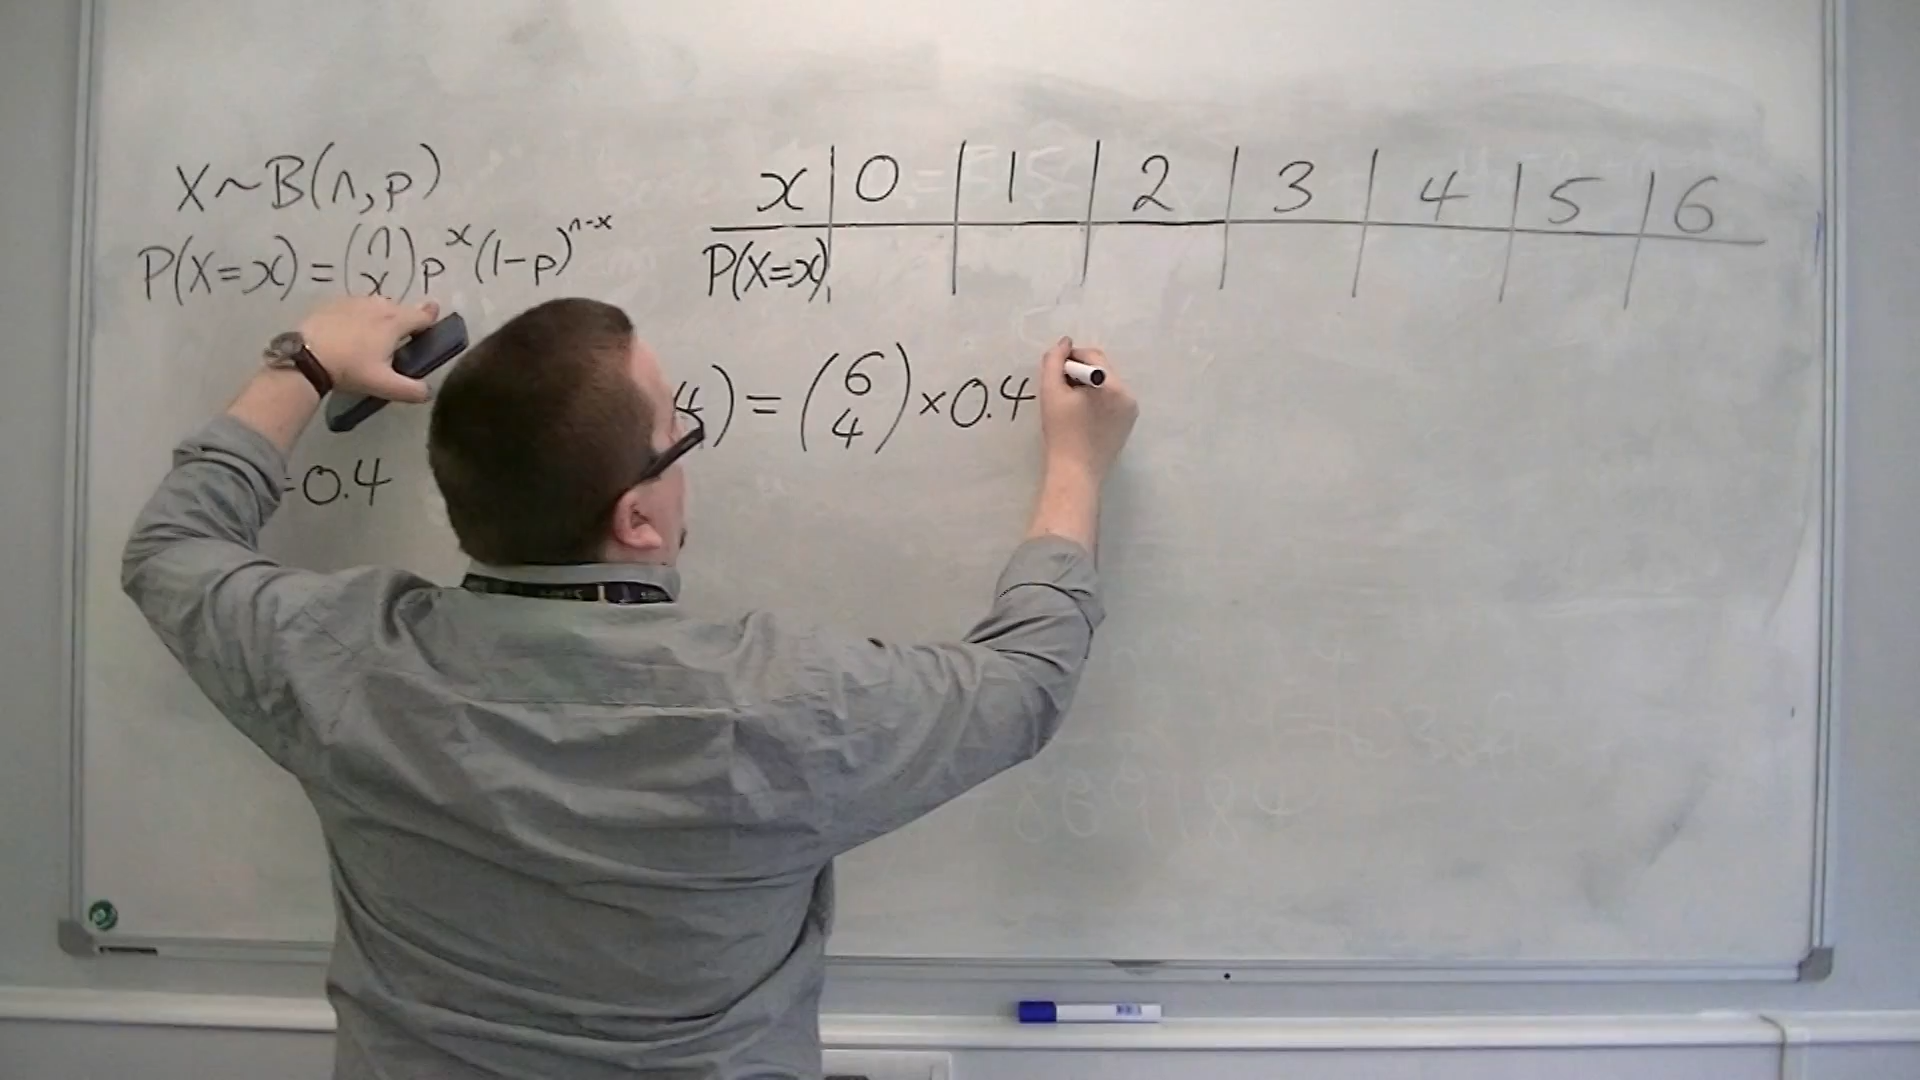 X~B(n,p)
P(X=x)=(n x)p^x(1-p)^n-x
x 0 1 2 3 4 5 6
P(X=x)
4)=(6 4)×0.4
=0.4